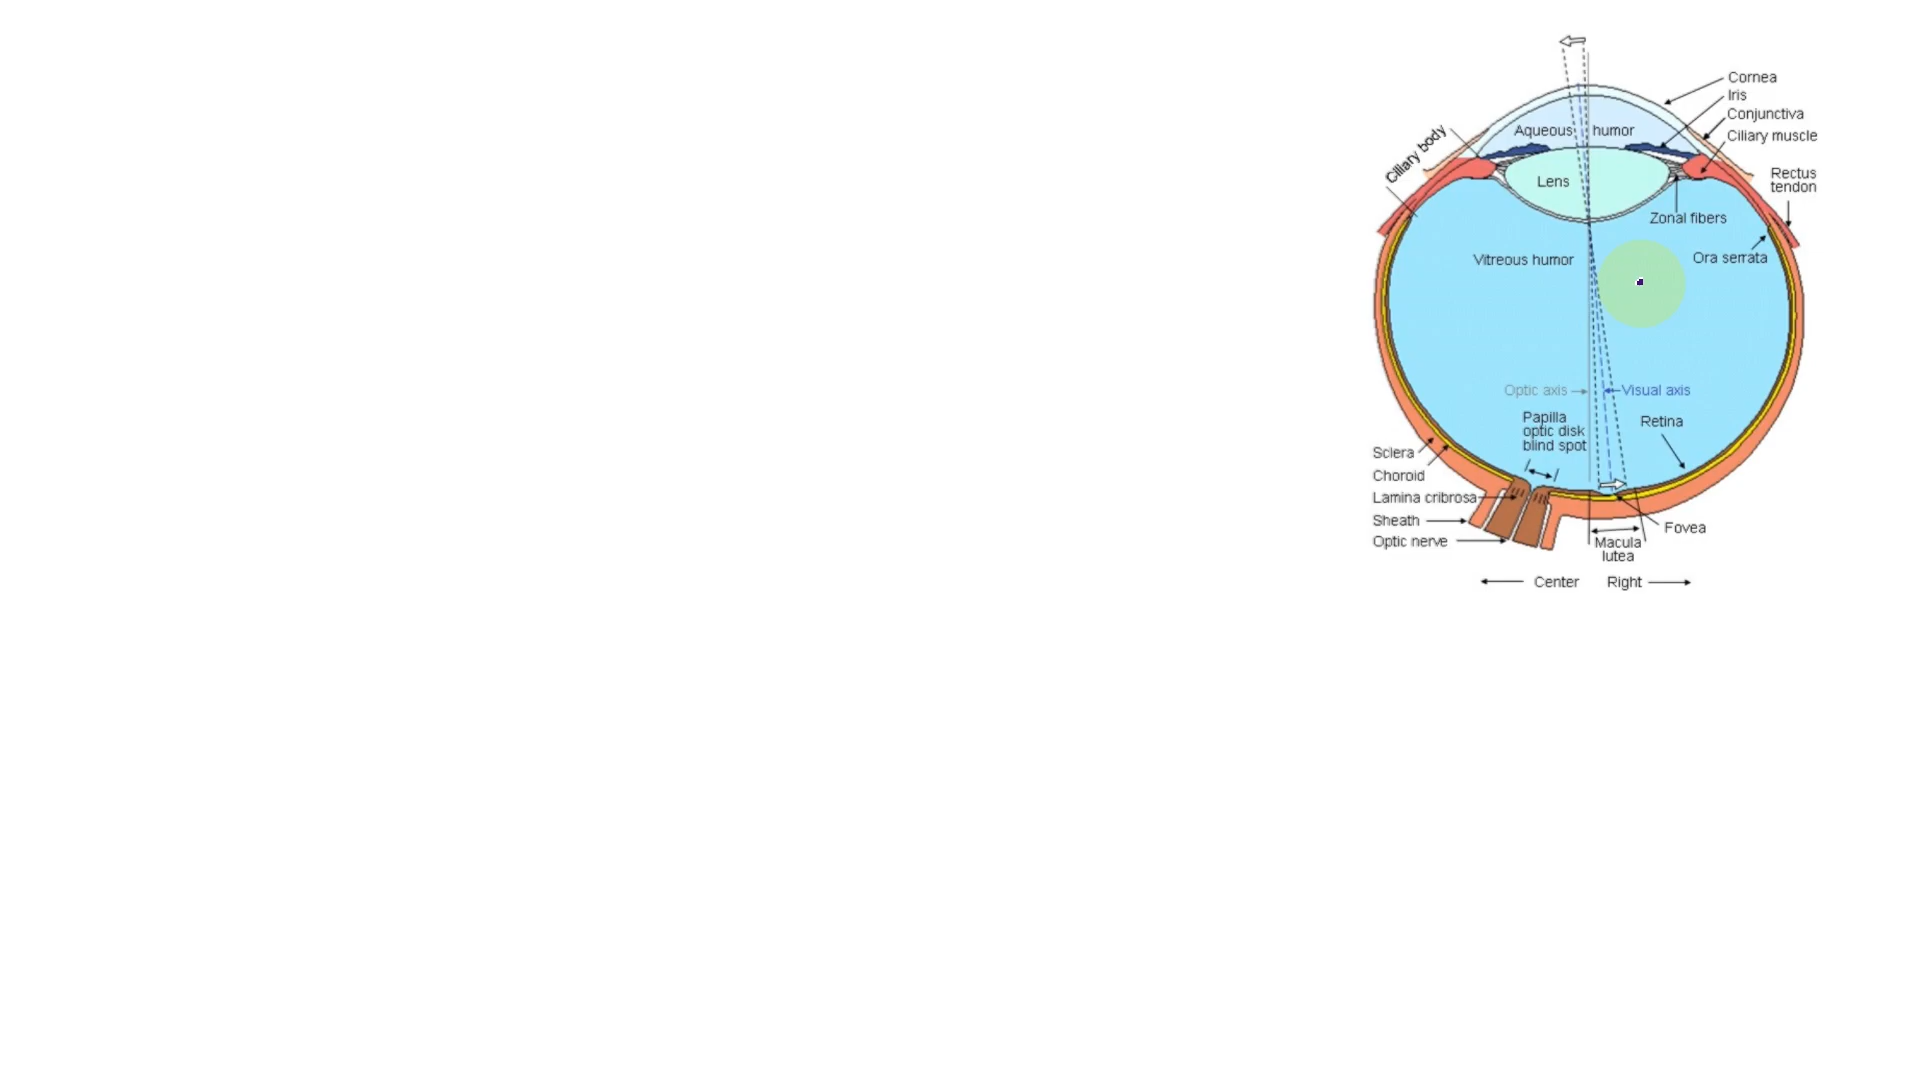 Cornea
Iris
Conjunctiva
Aqueous humor
Ciliary muscle
Ciliary body
Rectus
tendon
Lens
Zonal fibers
Vitreous humor
Ora serrata
Optic axis
Visual axis
Papilla
optic disk
blind spot
Retina
Sclera
Choroid
Lamina cribrosa
Sheath
Optic nerve
Fovea
Macula
lutea
Center
Right